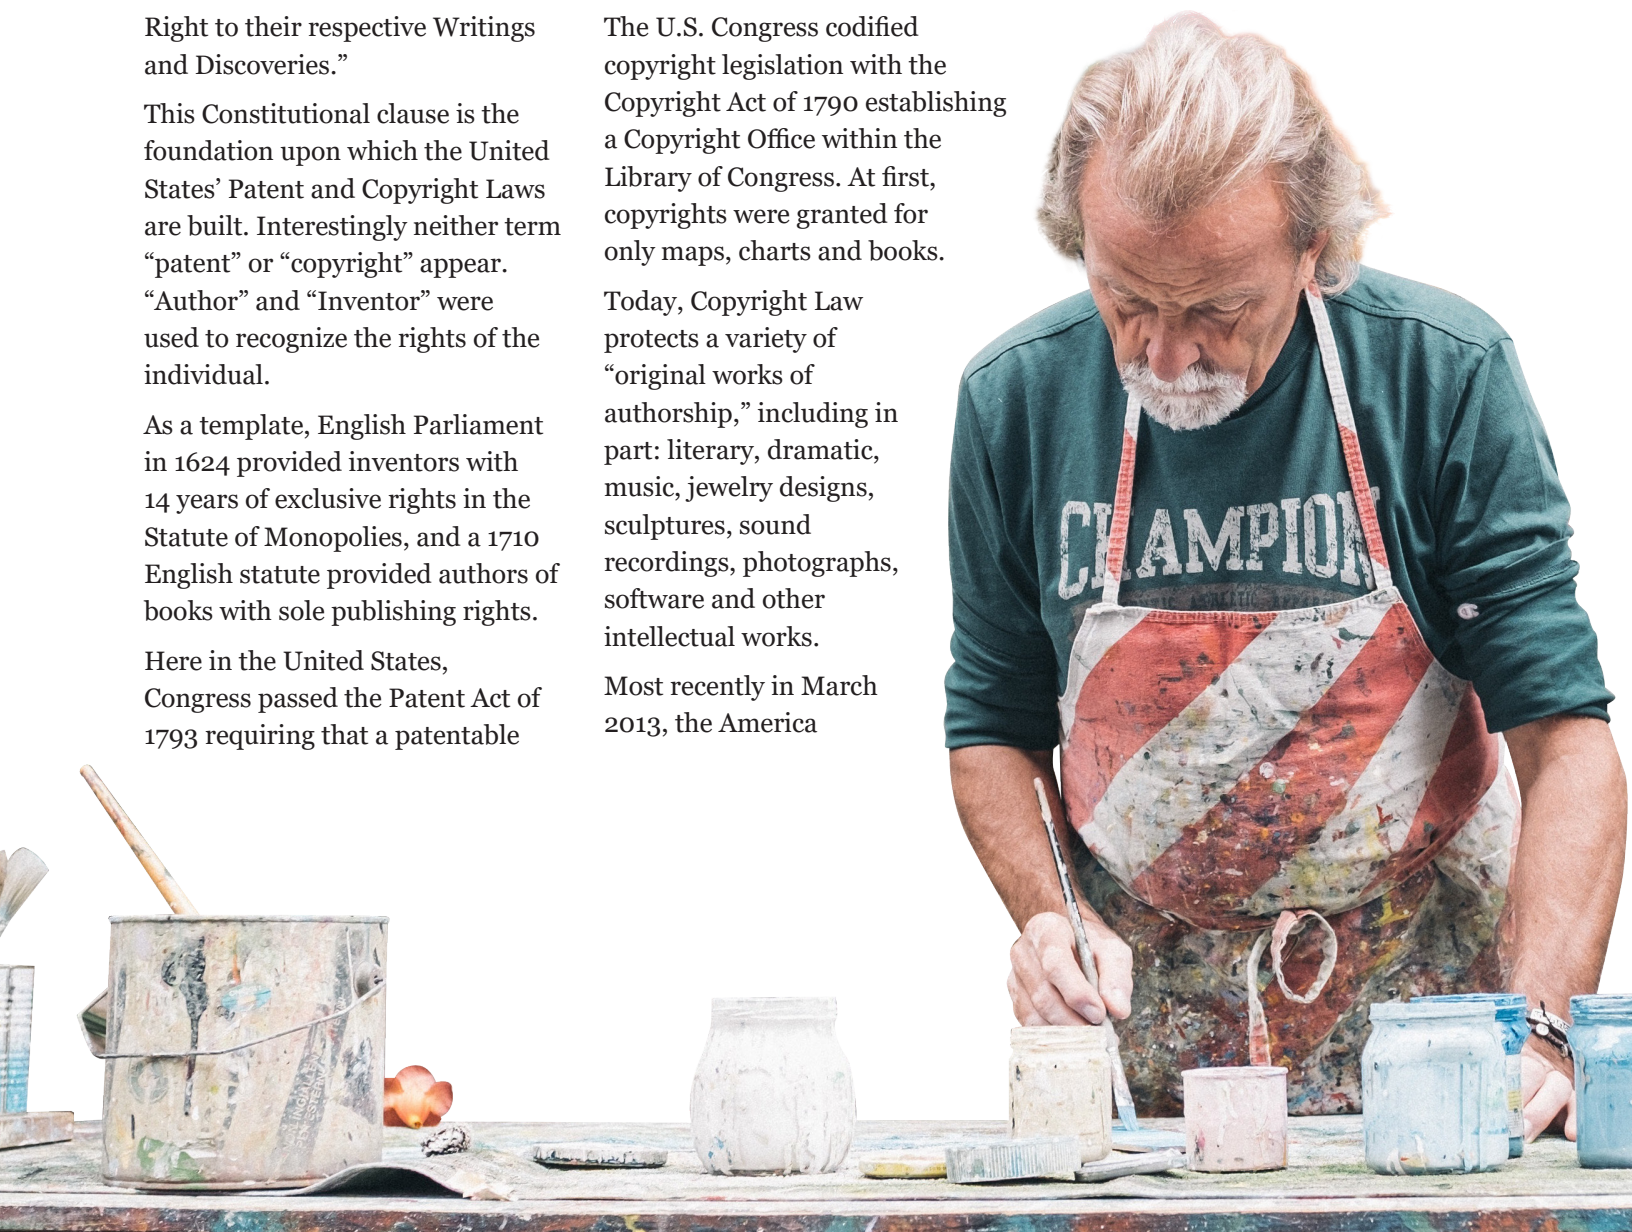 Right to their respective Writings
and Discoveries.”
This Constitutional clause is the
foundation upon which the United
States’ Patent and Copyright Laws
are built. Interestingly neither term
“patent” or “copyright” appear.
“Author” and “Inventor” were
used to recognize the rights of the
individual.
As a template, English Parliament
in 1624 provided inventors with
14 years of exclusive rights in the
Statute of Monopolies, and a 1710
English statute provided authors of
books with sole publishing rights.
Here in the United States,
Congress passed the Patent Act of
1793 requiring that a patentable
The U.S. Congress codified
copyright legislation with the
Copyright Act of 1790 establishing
a Copyright Office within the
Library of Congress. At first,
copyrights were granted for
only maps, charts and books.
Today, Copyright Law
protects a variety of
“original works of
authorship,” including in
part: literary, dramatic,
music, jewelry designs,
sculptures, sound
recordings, photographs,
software and other
intellectual works.
Most recently in March
2013, the America
CHAMPION